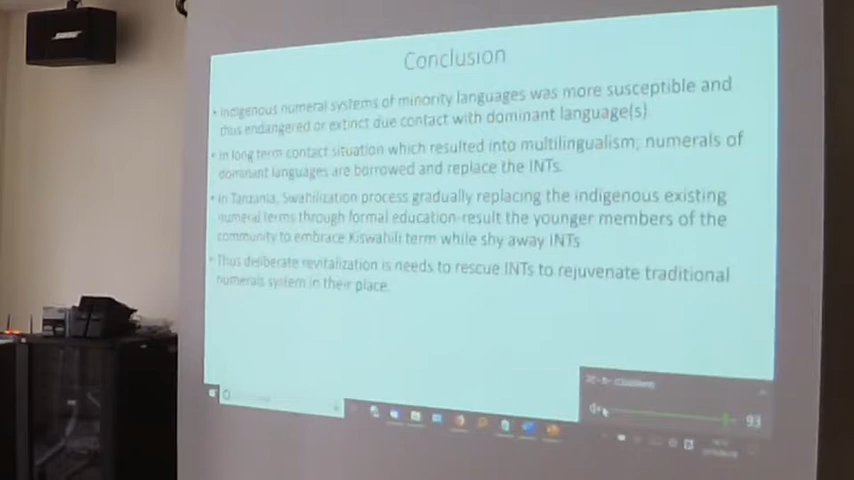 Conclusion
• Indigenous numeral systems of minority languages was more susceptible and
thus endangered or extinct due contact with dominant language(s)
• In long term contact situation which resulted into multilingualism, numerals of
dominant languages are borrowed and replace the INTs.
• In Tanzania, Swahilization process gradually replacing the indigenous existing
numeral terms through formal education result the younger members of the
community to embrace Kiswahili term while shy away INTs
• Thus deliberate revitalization is needs to rescue INTs to rejuvenate traditional
numerals system in their place.
93